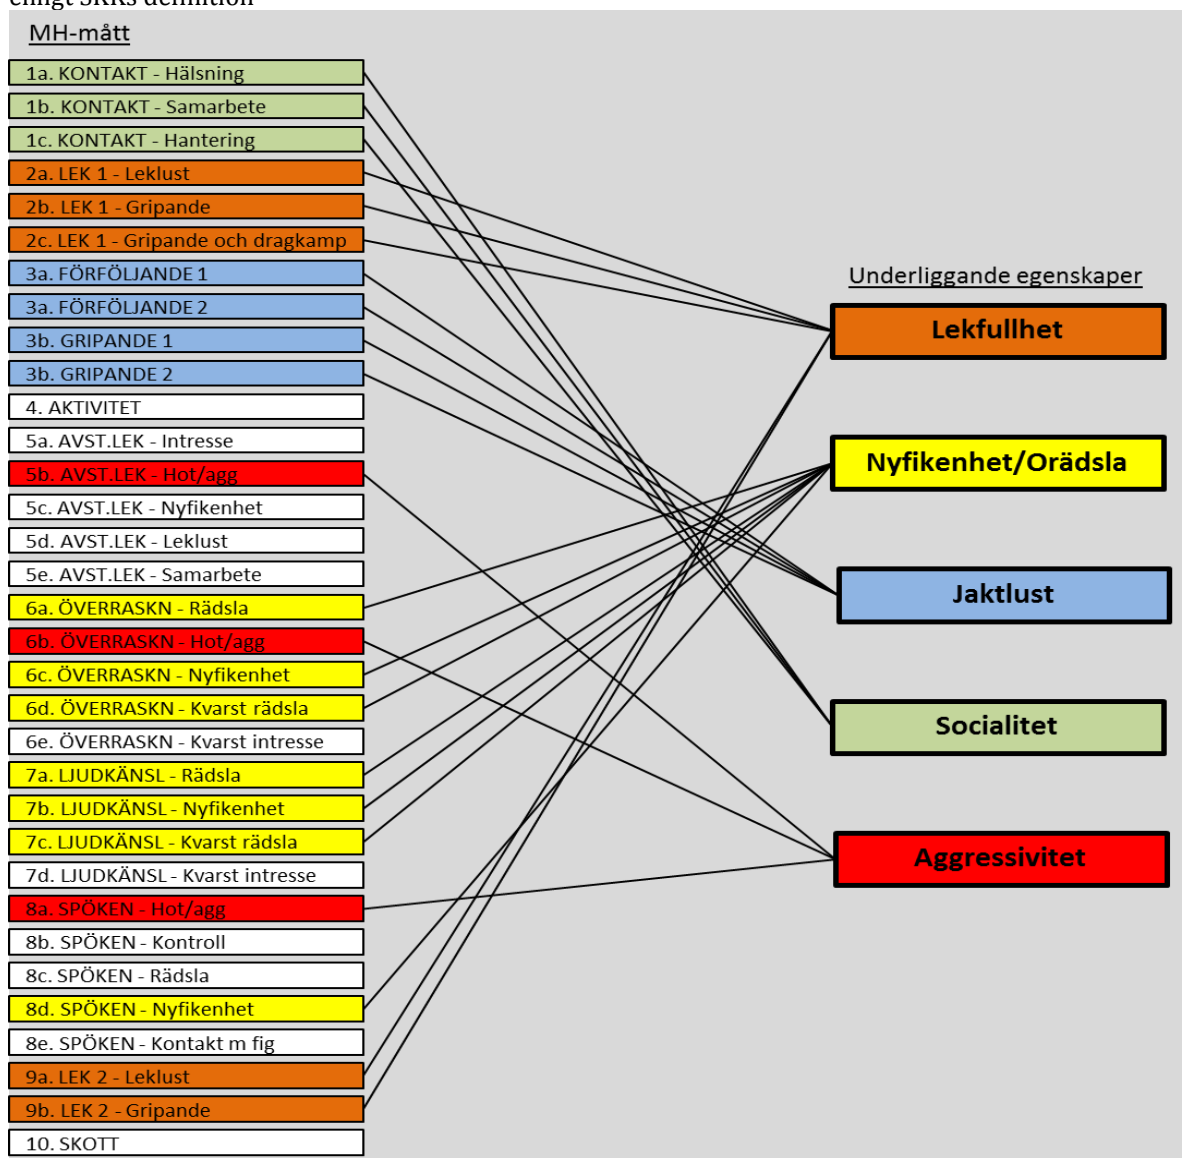 enligt SKKs definition
MH-mått
1a. KONTAKT - Hälsning
1b. KONTAKT - Samarbete
1c. KONTAKT - Hantering
2a. LEK 1 - Leklust
2b. LEK 1 - Gripande
2c. LEK 1 - Gripande och dragkamp
3a. FÖRFÖLJANDE 1
3a. FÖRFÖLJANDE 2
3b. GRIPANDE 1
3b. GRIPANDE 2
4. AKTIVITET
5a. AVST.LEK - Intresse
5b. AVST.LEK - Hot/agg
5c. AVST.LEK - Nyfikenhet
5d. AVST.LEK - Leklust
5e. AVST.LEK - Samarbete
6a. ÖVERRASKN - Rädsla
6b. ÖVERRASKN - Hot/agg
6c. ÖVERRASKN - Nyfikenhet
6d. ÖVERRASKN - Kvarst rädsla
6e. ÖVERRASKN - Kvarst intresse
7a. LJUDKÄNSL - Rädsla
7b. LJUDKÄNSL - Nyfikenhet
7c. LJUDKÄNSL - Kvarst rädsla
7d. LJUDKÄNSL - Kvarst intresse
8a. SPÖKEN - Hot/agg
8b. SPÖKEN - Kontroll
8c. SPÖKEN - Rädsla
8d. SPÖKEN - Nyfikenhet
8e. SPÖKEN - Kontakt m fig
9a. LEK 2 - Leklust
9b. LEK 2 - Gripande
10. SKOTT
Underliggande egenskaper
Lekfullhet
Nyfikenhet/Orädsla
Jaktlust
Socialitet
Aggressivitet